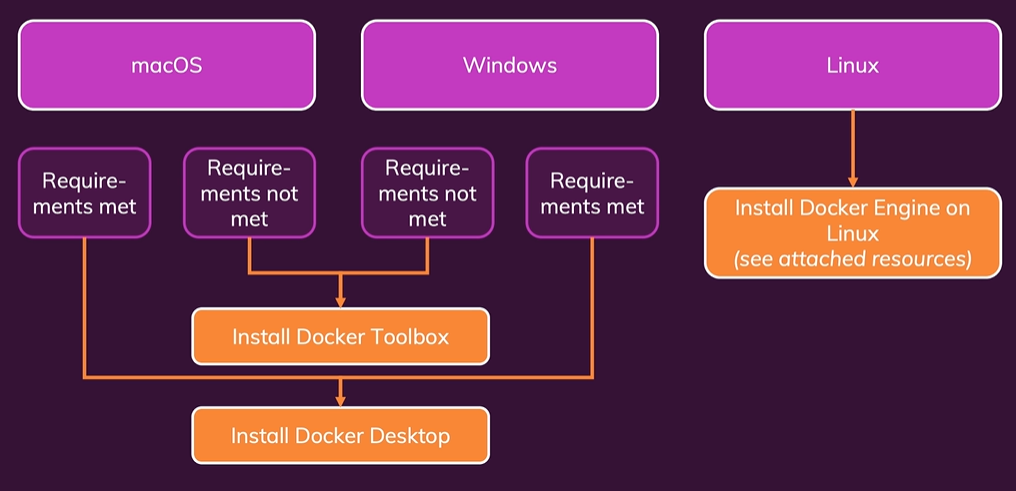 macOS
Windows
Linux
Require-
ments met
Require-
ments not
met
Require-
ments not
met
Require-
ments met
Install Docker Engine on
Linux
(see attached resources)
Install Docker Toolbox
Install Docker Desktop